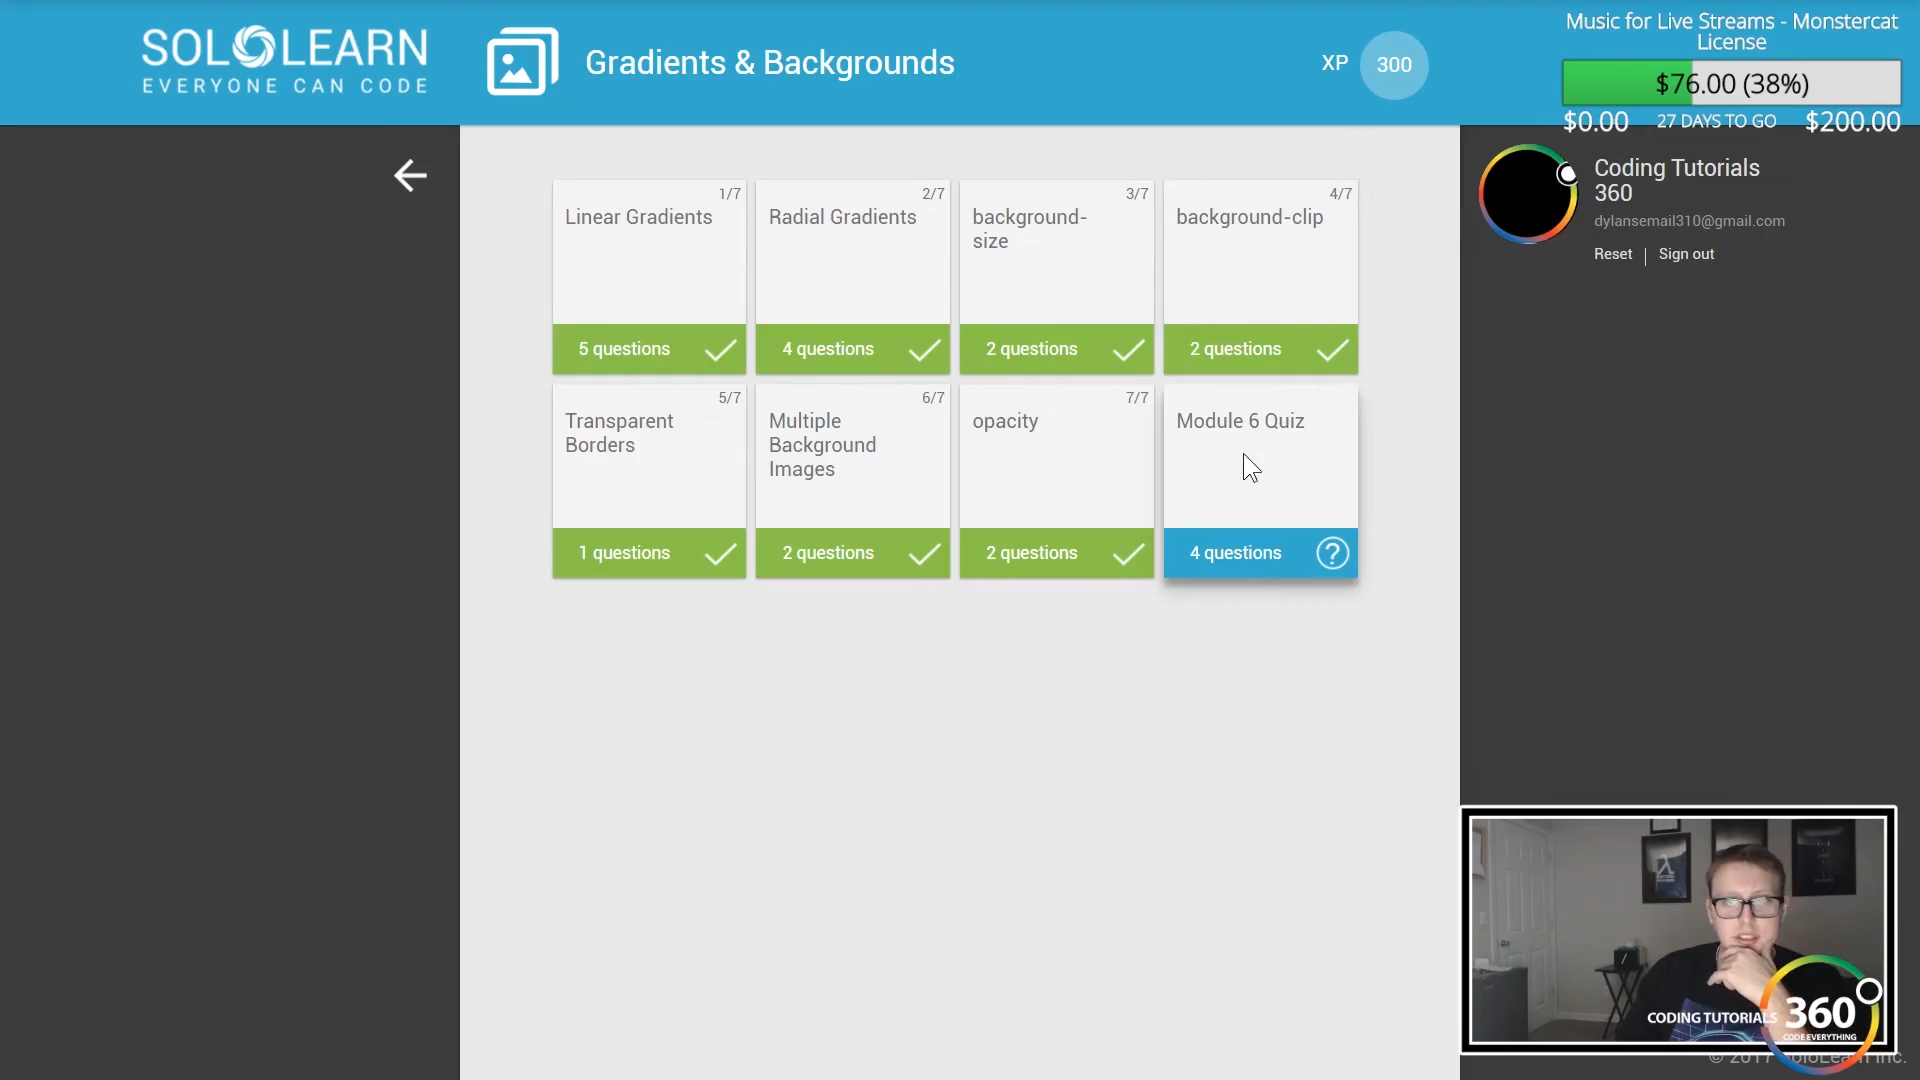 SOLOLEARN
EVERYONE CAN CODE
Gradients & Backgrounds
XP 300
Music for Live Streams - Monstercat
License
$76.00 (38%)
$0.00 27 DAYS TO GO $200.00
Coding Tutorials
360
dylansemail310@gmail.com
Reset | Sign out
1/7
Linear Gradients
5 questions
2/7
Radial Gradients
4 questions
3/7
background-
size
2 questions
4/7
background-clip
2 questions
5/7
Transparent
Borders
1 questions
6/7
Multiple
Background
Images
2 questions
7/7
opacity
2 questions
Module 6 Quiz
4 questions
?
CODING TUTORIALS 360
CODE EVERYTHING
© 2017 SoloLearn Inc.